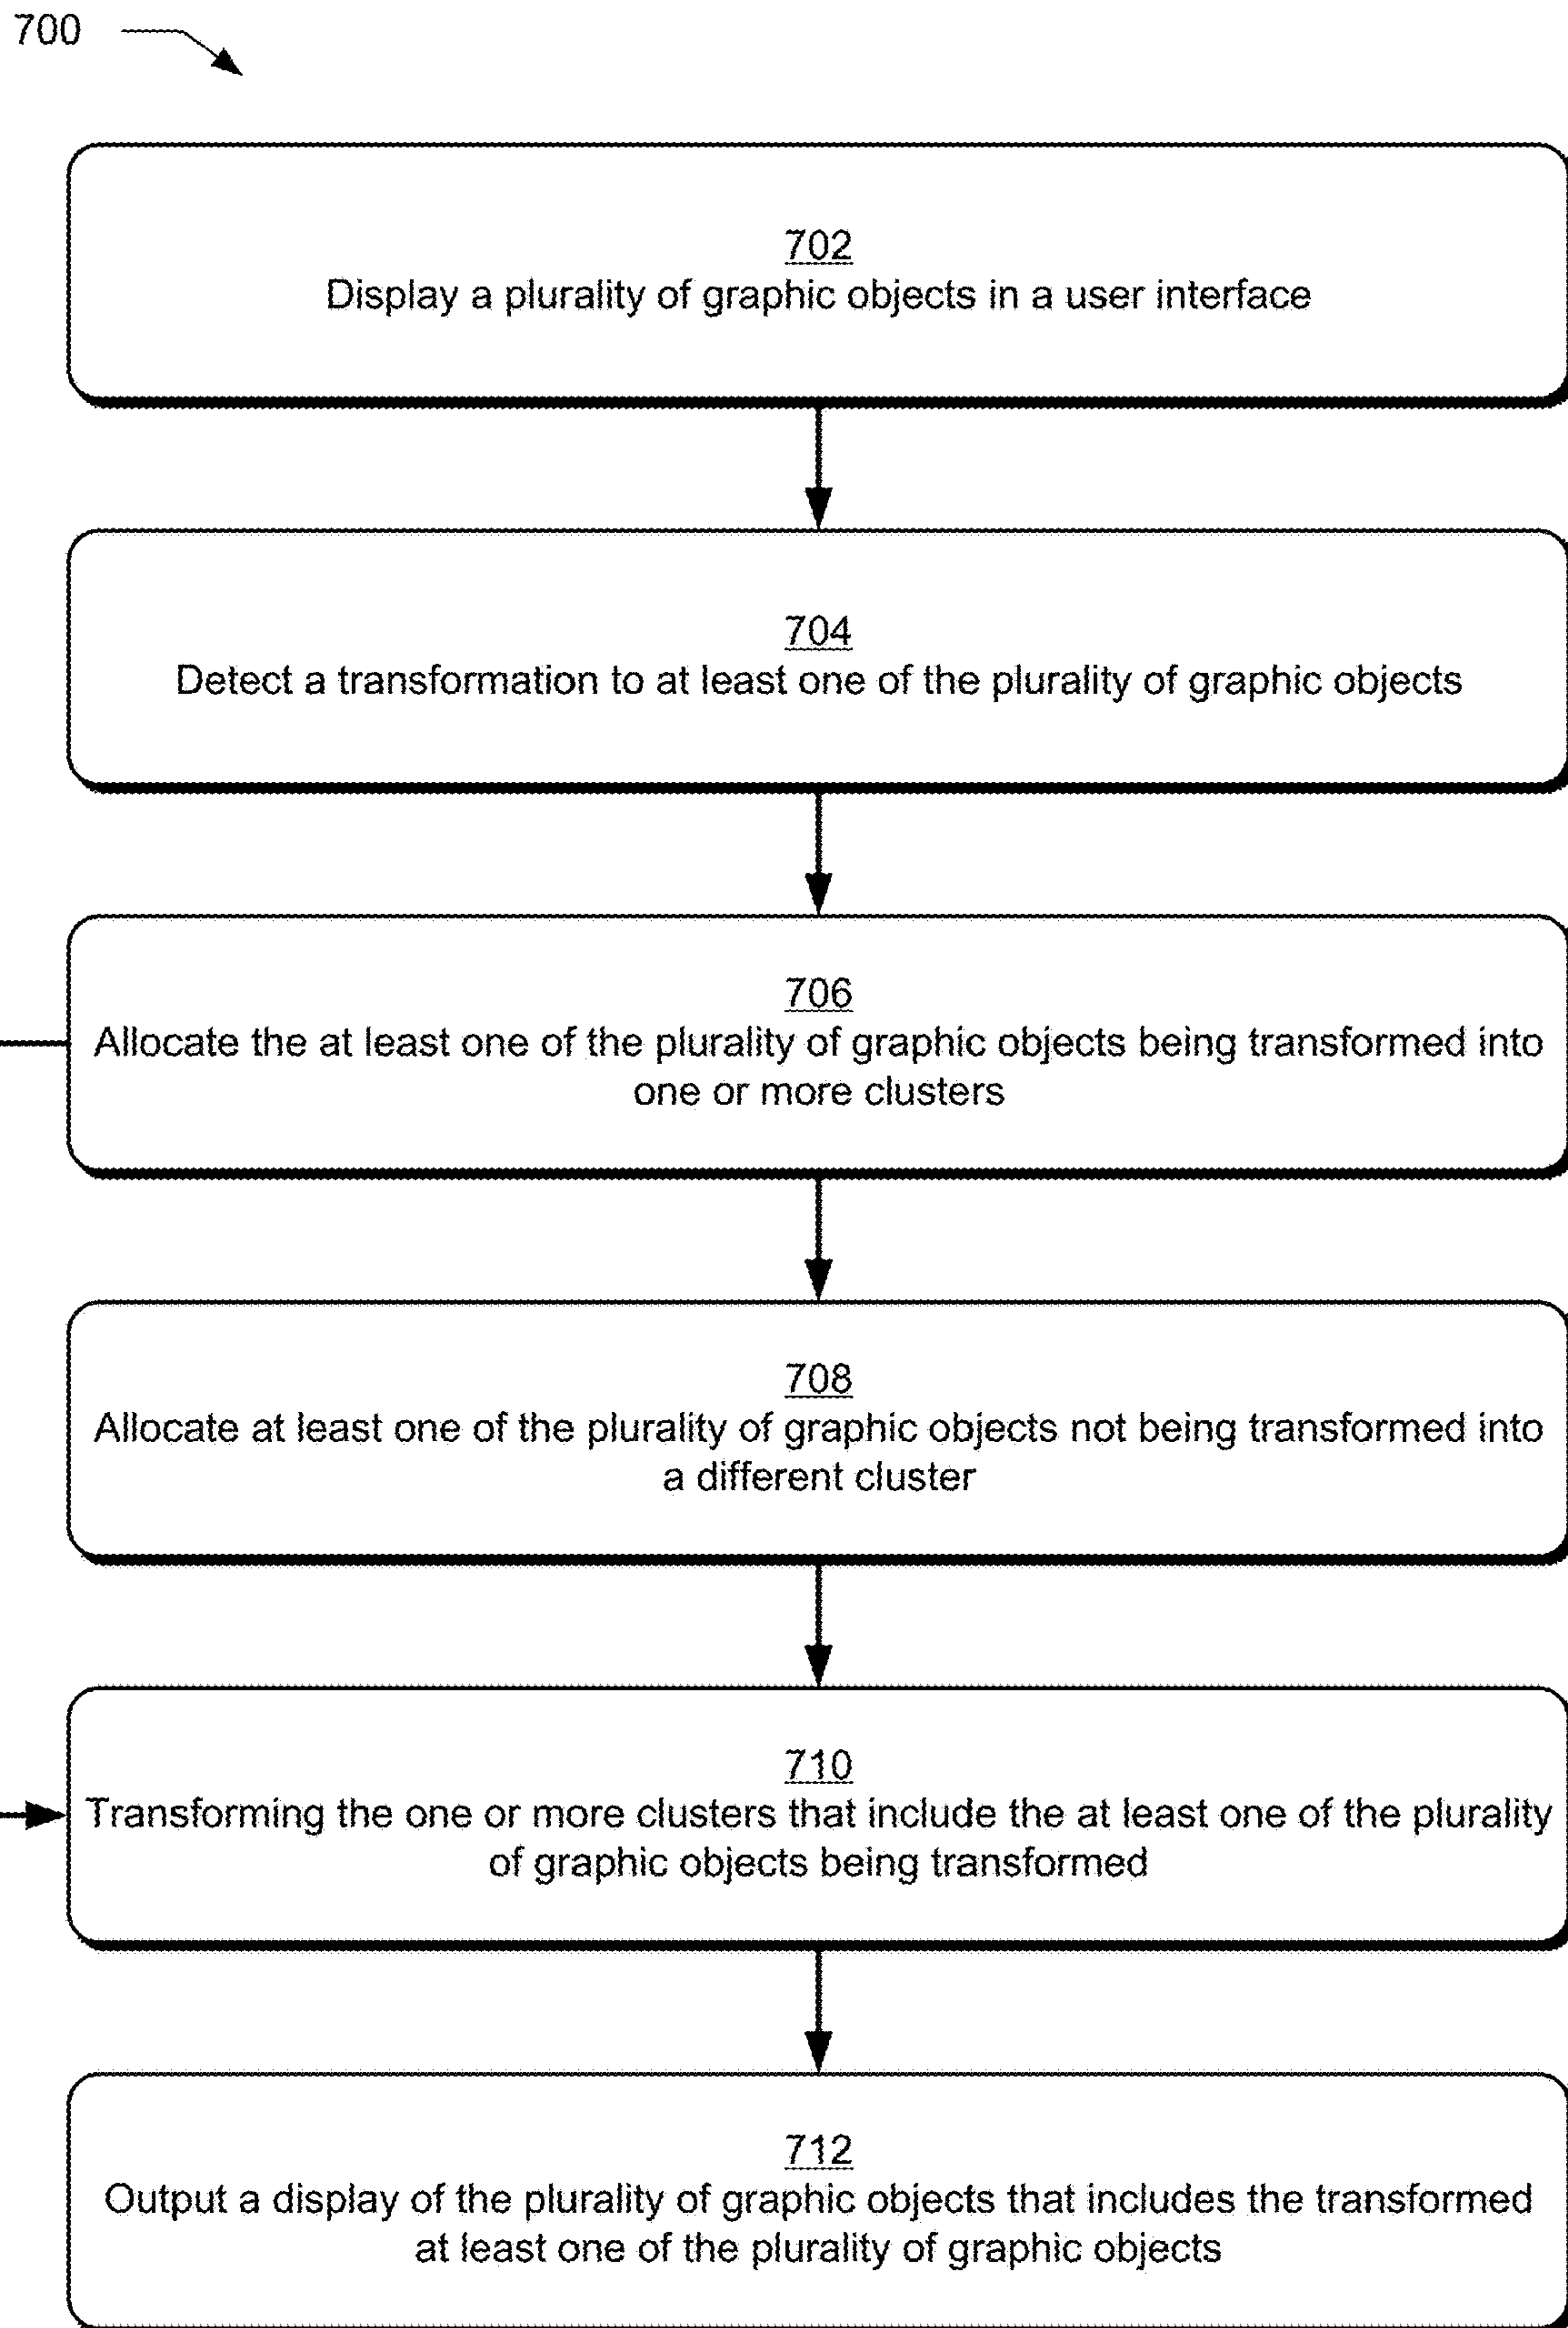 700
702
Display a plurality of graphic objects in a user interface
704
Detect a transformation to at least one of the plurality of graphic objects
706
Allocate the at least one of the plurality of graphic objects being transformed into
one or more clusters
708
Allocate at least one of the plurality of graphic objects not being transformed into
a different cluster
710
Transforming the one or more clusters that include the at least one of the plurality
of graphic objects being transformed
712
Output a display of the plurality of graphic objects that includes the transformed
at least one of the plurality of graphic objects